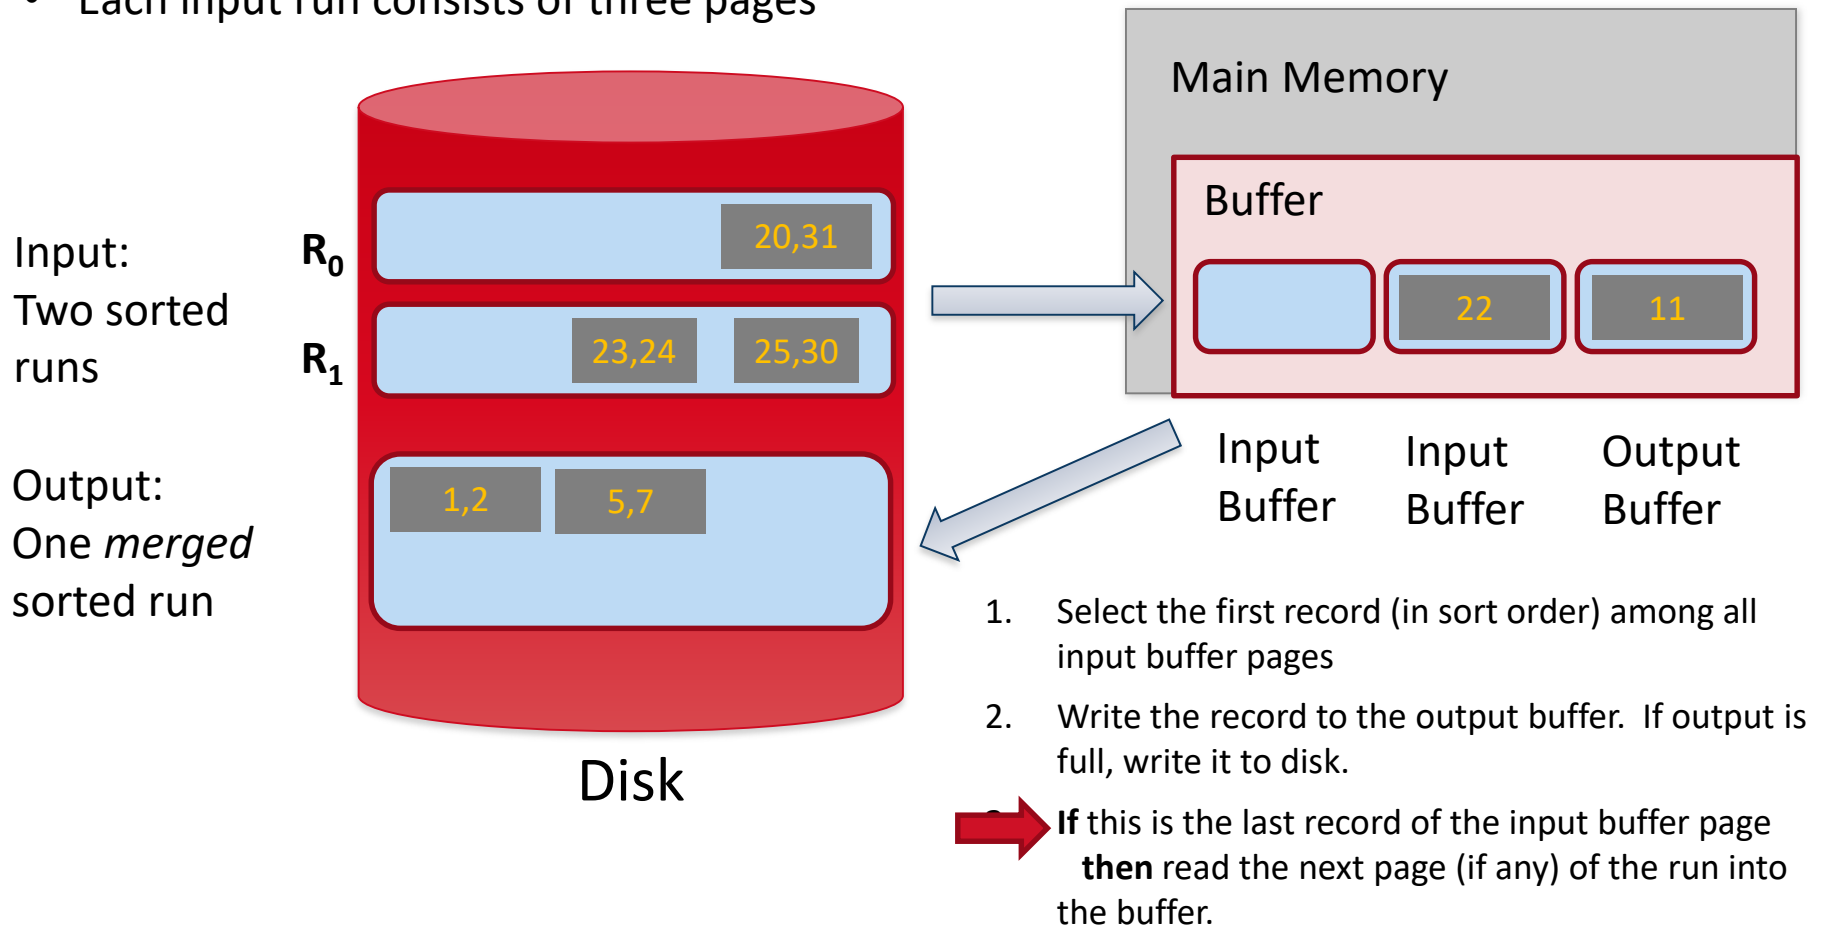 • Each input run consists of three pages
Main Memory
Buffer
Input:
Two sorted
runs
R0
20,31
R1
23,24 25,30
22 11
Input
Buffer
Input
Buffer
Output
Buffer
Output:
One merged
sorted run
1,2 5,7
Disk
1. Select the first record (in sort order) among all
input buffer pages
2. Write the record to the output buffer. If output is
full, write it to disk.
If this is the last record of the input buffer page
then read the next page (if any) of the run into
the buffer.